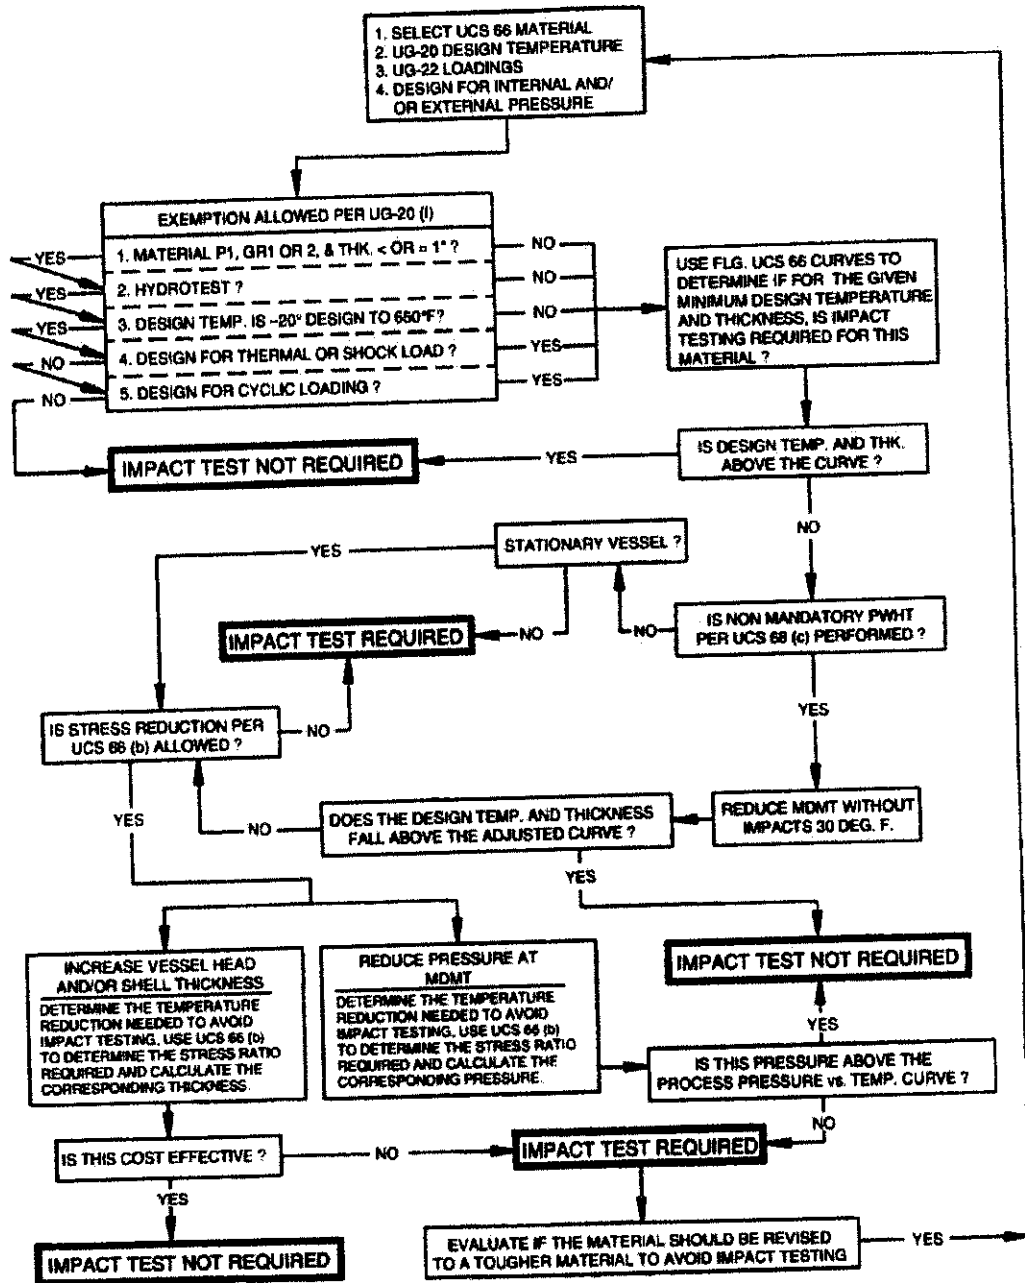 1. SELECT UCS 66 MATERIAL
2. UG-20 DESIGN TEMPERATURE
3. UG-22 LOADINGS
4. DESIGN FOR INTERNAL AND/
OR EXTERNAL PRESSURE
EXEMPTION ALLOWED PER UG-20 (f)
YES
1. MATERIAL P1, GR1 OR 2, & THK. < OR = 1" ?
NO
YES
2. HYDROTEST ?
NO
YES
3. DESIGN TEMP. IS -20° DESIGN TO 650°F?
NO
NO
4. DESIGN FOR THERMAL OR SHOCK LOAD ?
YES
NO
5. DESIGN FOR CYCLIC LOADING ?
YES
USE FLG. UCS 66 CURVES TO
DETERMINE IF FOR THE GIVEN
MINIMUM DESIGN TEMPERATURE
AND THICKNESS, IS IMPACT
TESTING REQUIRED FOR THIS
MATERIAL ?
IMPACT TEST NOT REQUIRED
YES
IS DESIGN TEMP. AND THK.
ABOVE THE CURVE ?
NO
YES
STATIONARY VESSEL ?
IMPACT TEST REQUIRED
NO
NO
IS NON MANDATORY PWHT
PER UCS 68 (c) PERFORMED ?
YES
IS STRESS REDUCTION PER
UCS 66 (b) ALLOWED ?
NO
YES
NO
DOES THE DESIGN TEMP. AND THICKNESS
FALL ABOVE THE ADJUSTED CURVE ?
REDUCE MDMT WITHOUT
IMPACTS 30 DEG. F.
YES
INCREASE VESSEL HEAD
AND/OR SHELL THICKNESS
DETERMINE THE TEMPERATURE
REDUCTION NEEDED TO AVOID
IMPACT TESTING. USE UCS 66 (b)
TO DETERMINE THE STRESS RATIO
REQUIRED AND CALCULATE THE
CORRESPONDING THICKNESS.
REDUCE PRESSURE AT
MDMT
DETERMINE THE TEMPERATURE
REDUCTION NEEDED TO AVOID
IMPACT TESTING. USE UCS 66 (b)
TO DETERMINE THE STRESS RATIO
REQUIRED AND CALCULATE THE
CORRESPONDING PRESSURE.
IMPACT TEST NOT REQUIRED
YES
IS THIS PRESSURE ABOVE THE
PROCESS PRESSURE vs. TEMP. CURVE ?
NO
IS THIS COST EFFECTIVE ?
NO
IMPACT TEST REQUIRED
YES
IMPACT TEST NOT REQUIRED
EVALUATE IF THE MATERIAL SHOULD BE REVISED
TO A TOUGHER MATERIAL TO AVOID IMPACT TESTING
YES